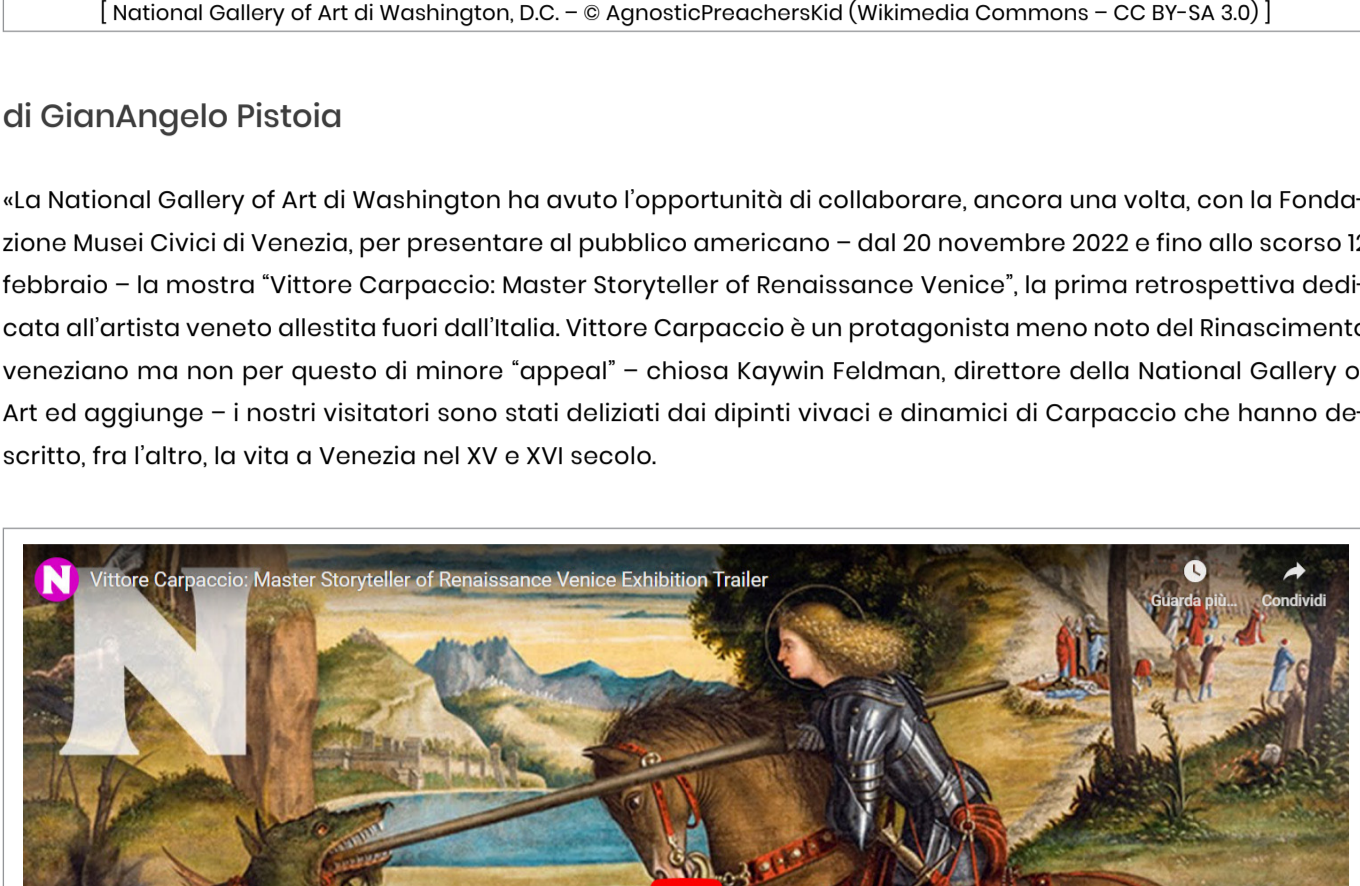 [ National Gallery of Art di Washington, D.C. – © AgnosticPreachersKid (Wikimedia Commons – CC BY-SA 3.0) ]
di GianAngelo Pistoia
«La National Gallery of Art di Washington ha avuto l’opportunità di collaborare, ancora una volta, con la Fonda-
zione Musei Civici di Venezia, per presentare al pubblico americano – dal 20 novembre 2022 e fino allo scorso 12
febbraio – la mostra “Vittore Carpaccio: Master Storyteller of Renaissance Venice”, la prima retrospettiva dedi-
cata all’artista veneto allestita fuori dall’Italia. Vittore Carpaccio è un protagonista meno noto del Rinascimento
veneziano ma non per questo di minore “appeal” – chiosa Kaywin Feldman, direttore della National Gallery o
Art ed aggiunge – i nostri visitatori sono stati deliziati dai dipinti vivaci e dinamici di Carpaccio che hanno de-
scritto, fra l’altro, la vita a Venezia nel XV e XVI secolo.
N Vittore Carpaccio: Master Storyteller of Renaissance Venice Exhibition Trailer
Guarda più... Condividi
N